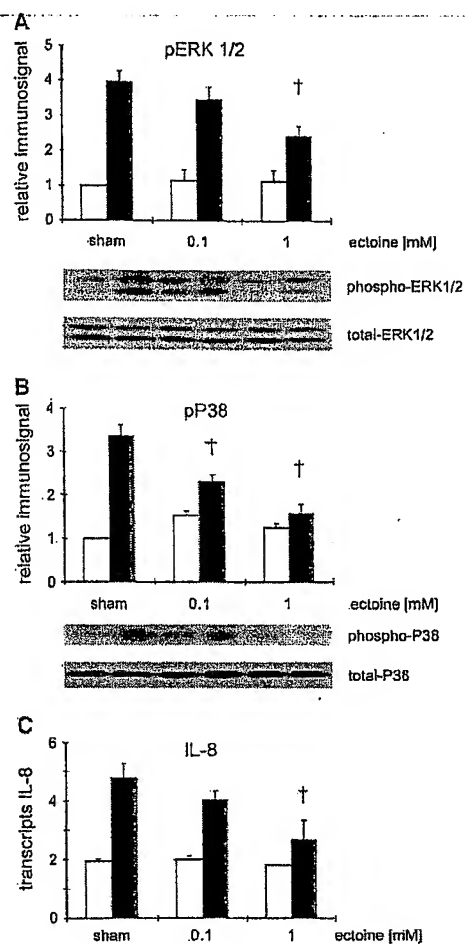 A
pERK 1/2
relative immunosignal
5
4
3
2
1
0
sham 0.1 1 ectoine [mM]
†
phospho-ERK1/2
total-ERK1/2
B
pP38
relative immunosignal
4
3
2
1
0
† †
sham 0.1 1 ectoine [mM]
phospho-P38
total-P38
C
IL-8
transcripts IL-8
6
4
2
0
†
sham 0.1 1 ectoine [mM]